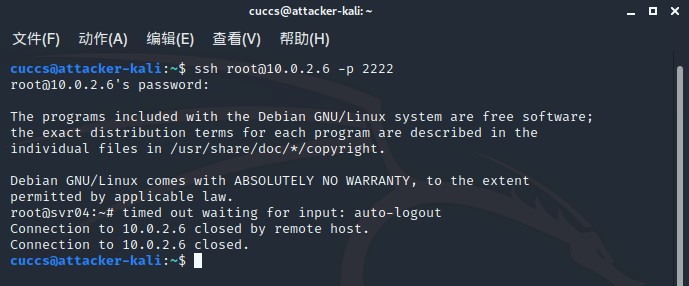 cuccs@attacker-kali: ~
文件(F) 动作(A) 编辑(E) 查看(V) 帮助(H)
cuccs@attacker-kali:~$ ssh root@10.0.2.6 -p 2222
root@10.0.2.6's password:
The programs included with the Debian GNU/Linux system are free software;
the exact distribution terms for each program are described in the
individual files in /usr/share/doc/*/copyright.
Debian GNU/Linux comes with ABSOLUTELY NO WARRANTY, to the extent
permitted by applicable law.
root@svr04:~# timed out waiting for input: auto-logout
Connection to 10.0.2.6 closed by remote host.
Connection to 10.0.2.6 closed.
cuccs@attacker-kali:~$